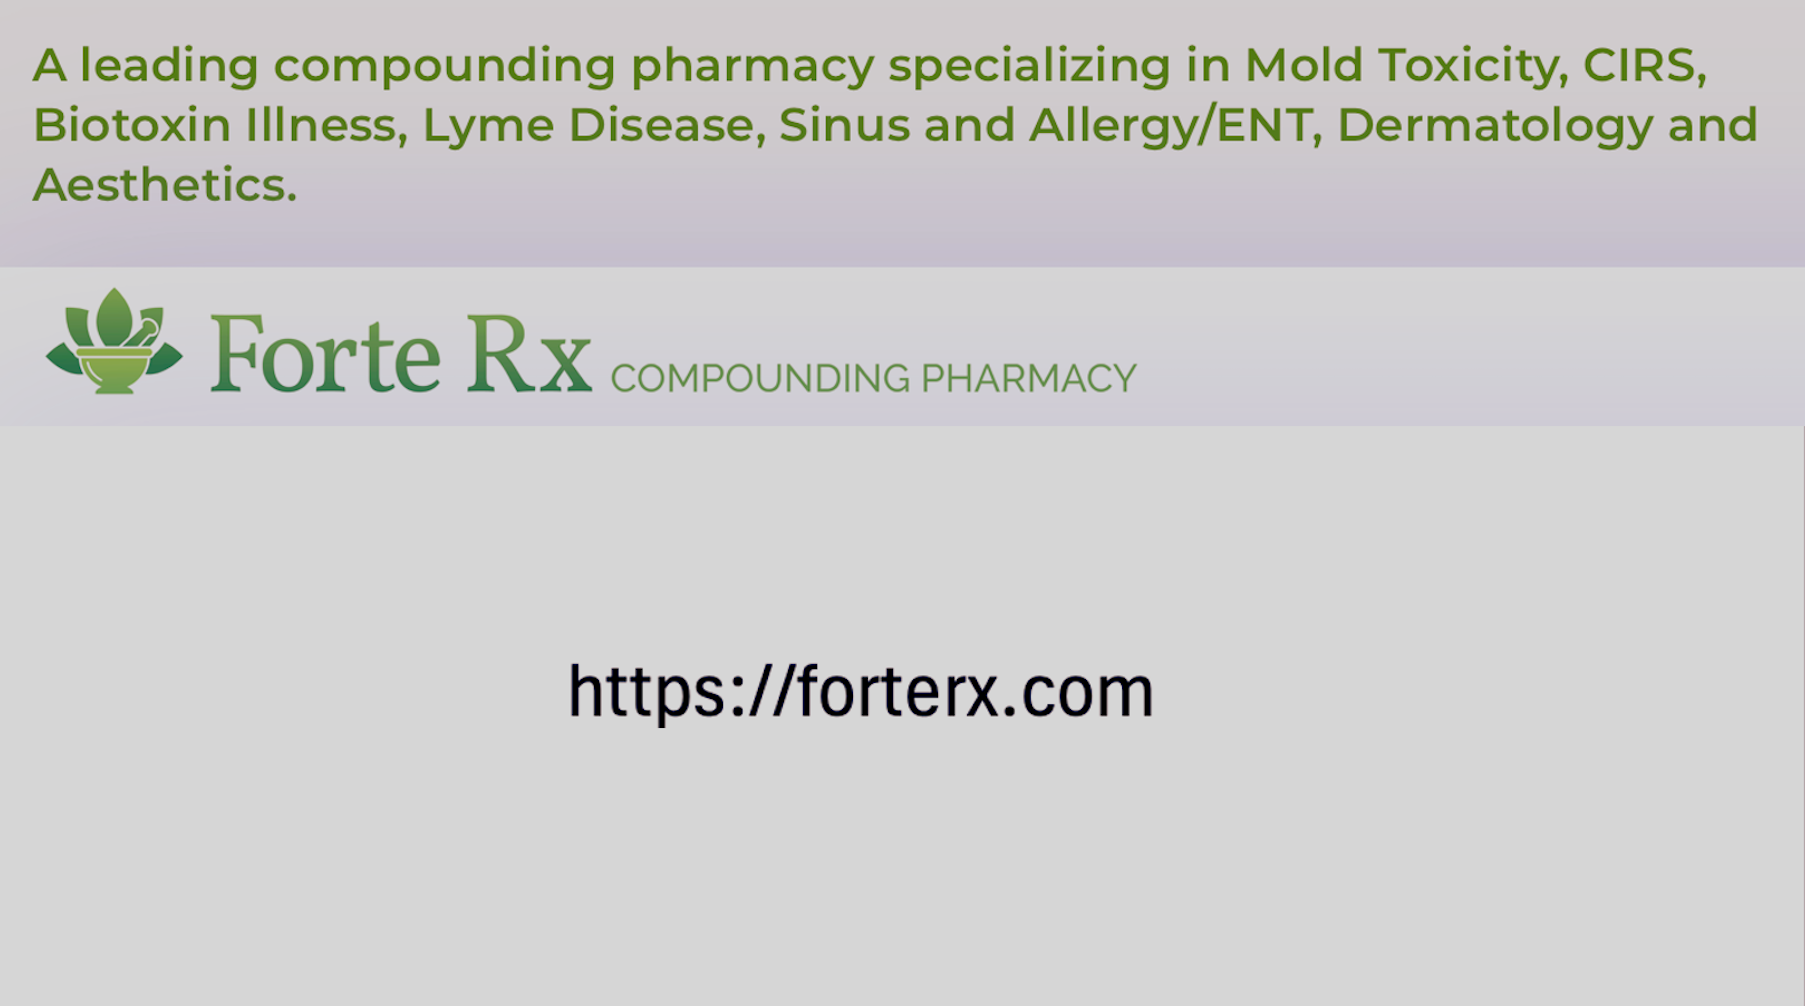 A leading compounding pharmacy specializing in Mold Toxicity, CIRS,
Biotoxin Illness, Lyme Disease, Sinus and Allergy/ENT, Dermatology and
Aesthetics.
Forte Rx COMPOUNDING PHARMACY
https://forterx.com